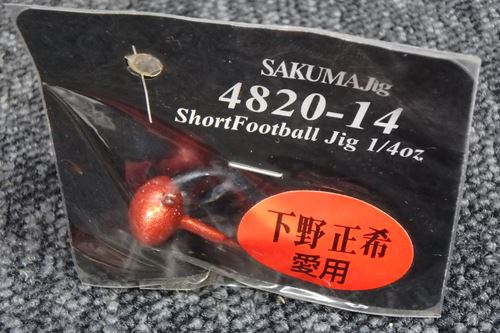 SAKUMA Jig
4820-14
ShortFootball Jig 1/4oz
下野正希
愛用